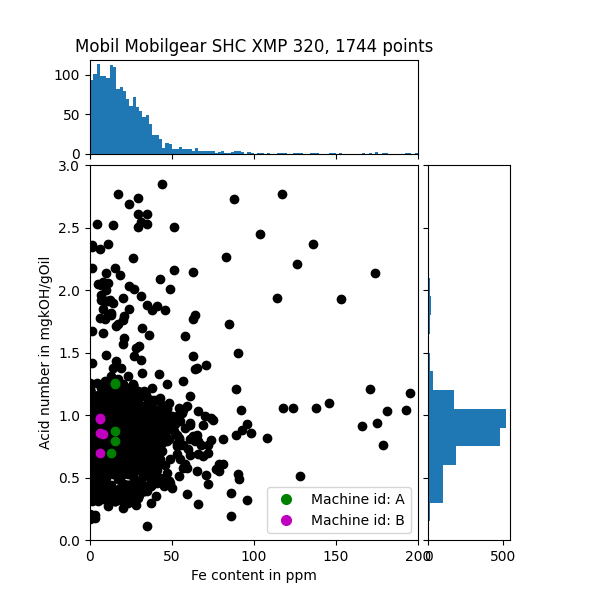 Mobil Mobilgear SHC XMP 320, 1744 points
100
50
0
3.0
2.5
2.0
1.5
1.0
0.5
0.0
Acid number in mgkOH/gOil
Machine id: A
Machine id: B
0 50 100 150 200
0 500
Fe content in ppm